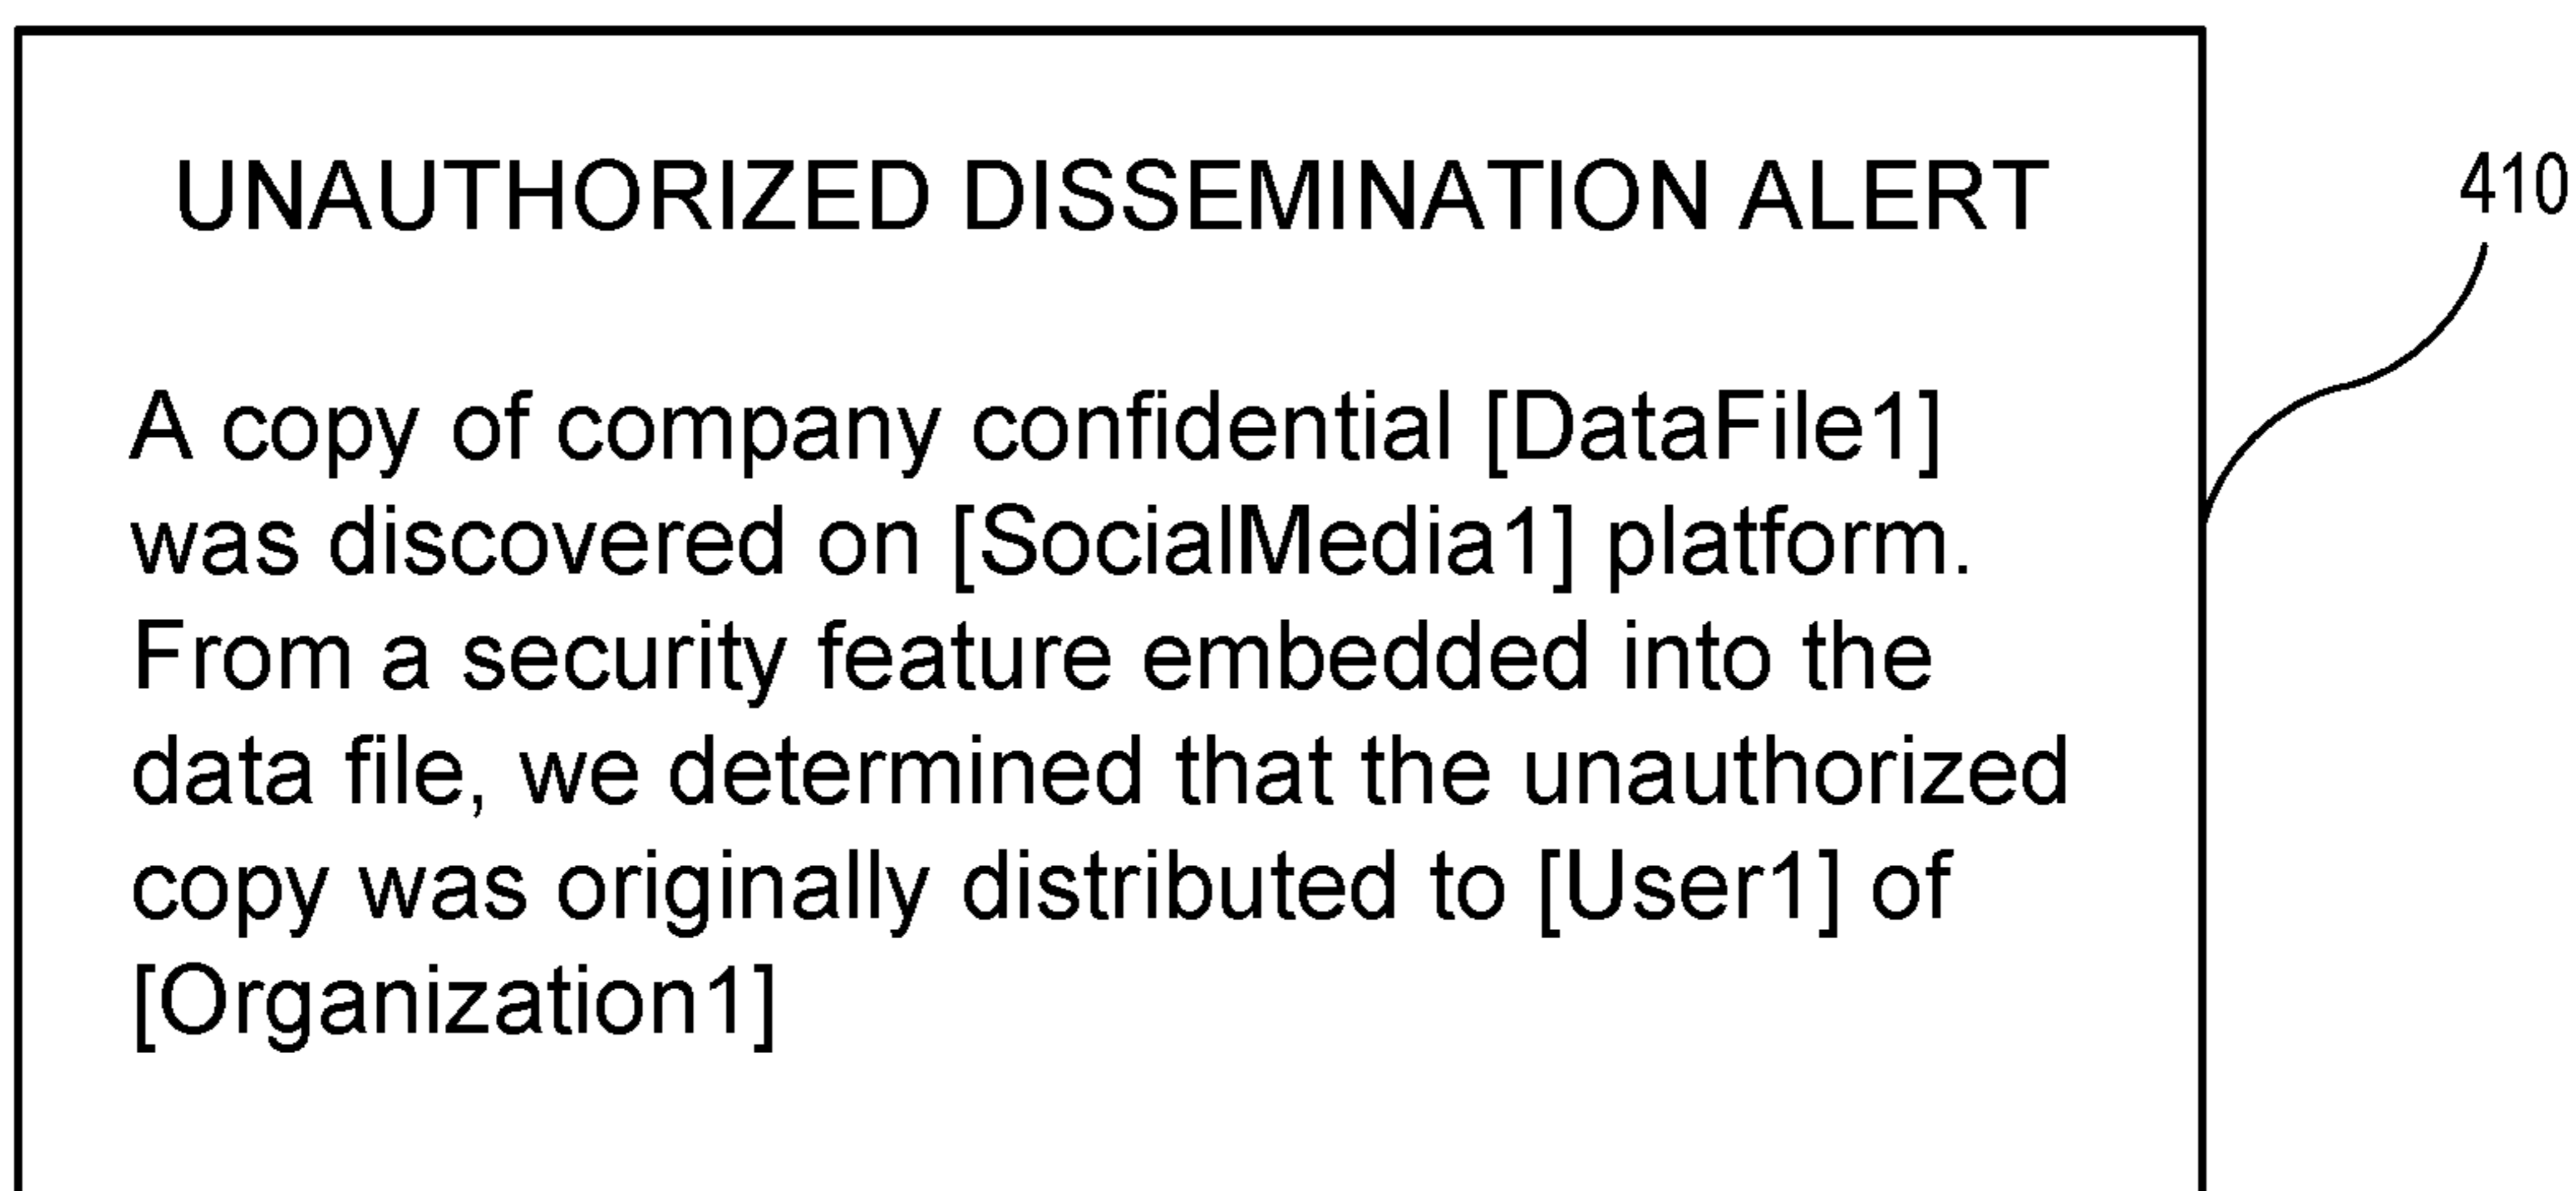 UNAUTHORIZED DISSEMINATION ALERT
410
A copy of company confidential [DataFile1]
was discovered on [SocialMedia1] platform.
From a security feature embedded into the
data file, we determined that the unauthorized
copy was originally distributed to [User1] of
[Organization1]